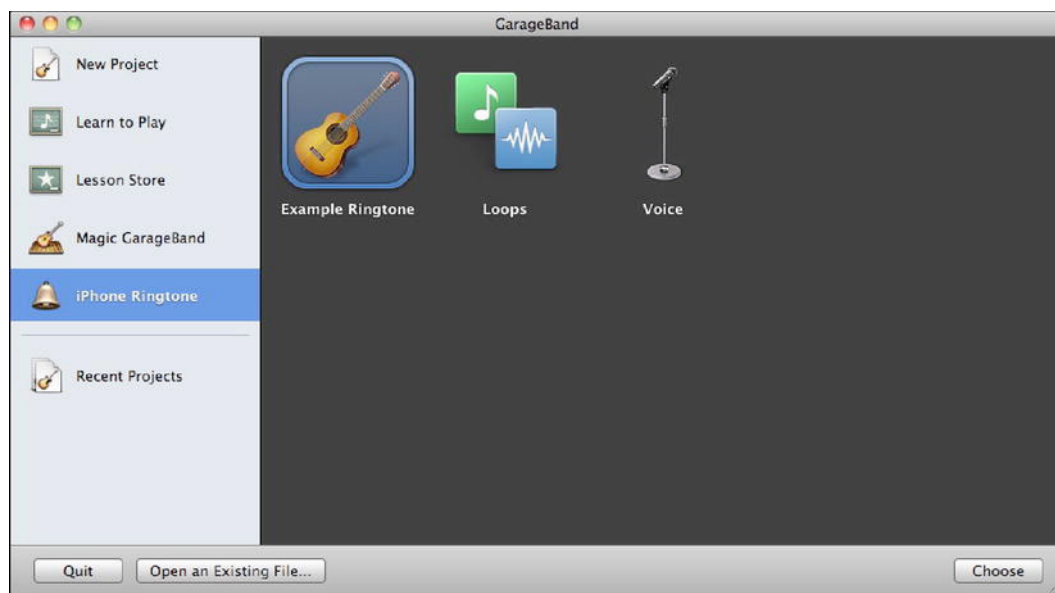 GarageBand
New Project
Learn to Play
Lesson Store
Magic GarageBand
iPhone Ringtone
Recent Projects
Example Ringtone
Loops
Voice
Quit
Open an Existing File...
Choose